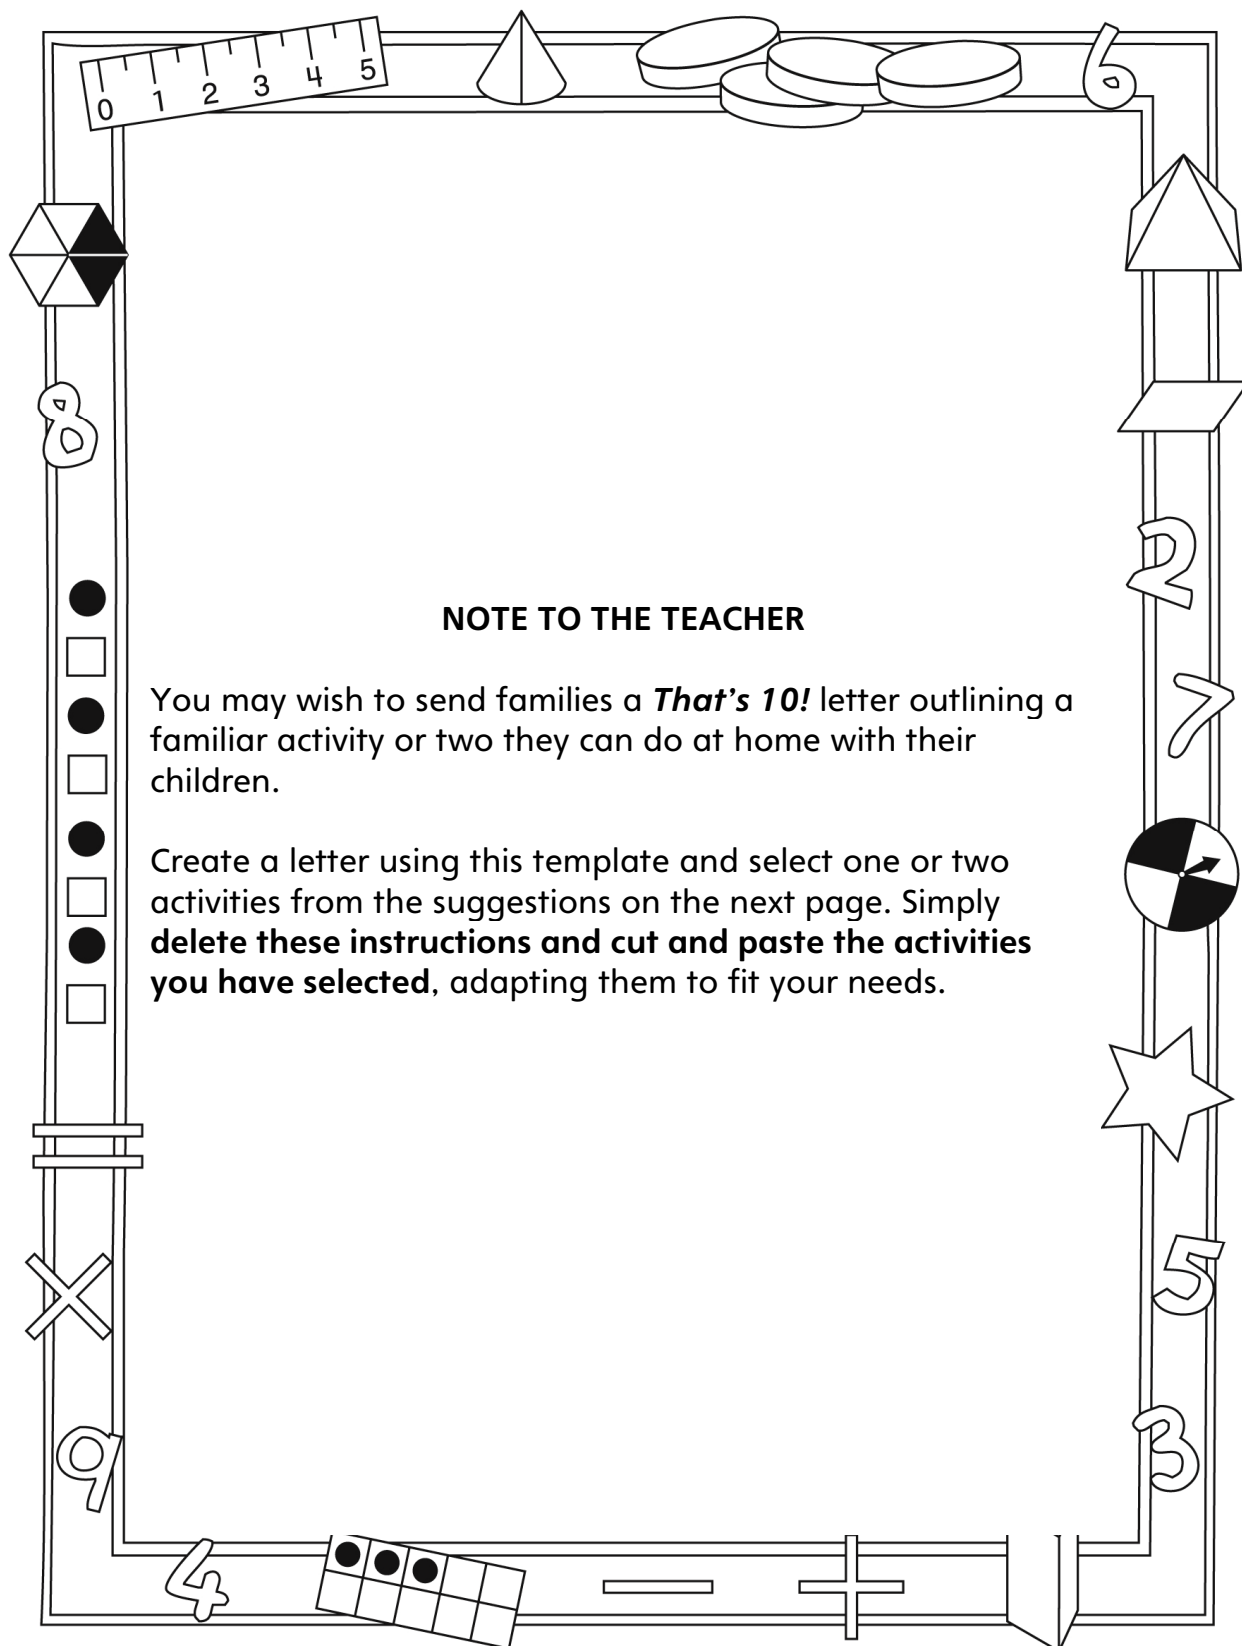 0 1 2 3 4 5
6
8
2
NOTE TO THE TEACHER
7
You may wish to send families a That's 10! letter outlining a
familiar activity or two they can do at home with their
children.
Create a letter using this template and select one or two
activities from the suggestions on the next page. Simply
delete these instructions and cut and paste the activities
you have selected, adapting them to fit your needs.
=
5
×
3
9
4
− +